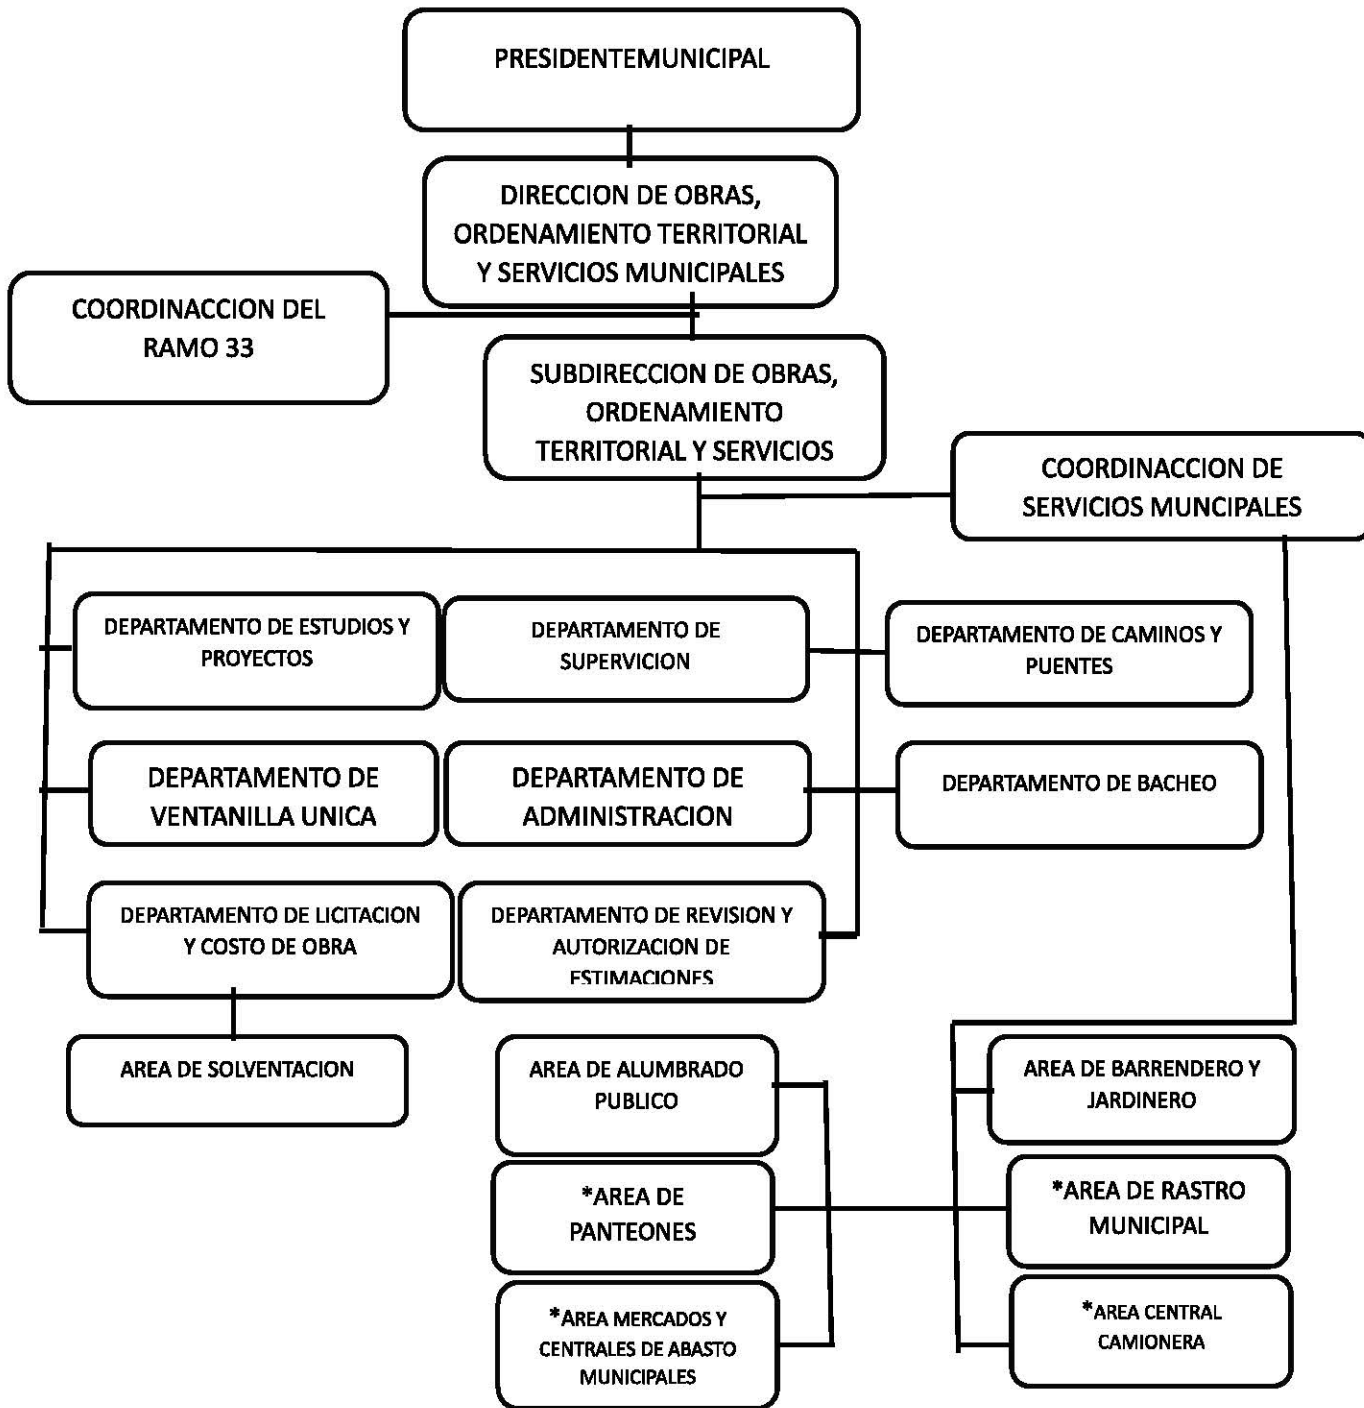 PRESIDENTEMUNICIPAL
DIRECCION DE OBRAS,
ORDENAMIENTO TERRITORIAL
Y SERVICIOS MUNICIPALES
COORDINACCION DEL
RAMO 33
SUBDIRECCION DE OBRAS,
ORDENAMIENTO
TERRITORIAL Y SERVICIOS
COORDINACCION DE
SERVICIOS MUNCIPALES
DEPARTAMENTO DE ESTUDIOS Y
PROYECTOS
DEPARTAMENTO DE
SUPERVICION
DEPARTAMENTO DE CAMINOS Y
PUENTES
DEPARTAMENTO DE
VENTANILLA UNICA
DEPARTAMENTO DE
ADMINISTRACION
DEPARTAMENTO DE BACHEO
DEPARTAMENTO DE LICITACION
Y COSTO DE OBRA
DEPARTAMENTO DE REVISION Y
AUTORIZACION DE
ESTIMACIONES
AREA DE SOLVENTACION
AREA DE ALUMBRADO
PUBLICO
AREA DE BARRENDERO Y
JARDINERO
*AREA DE
PANTEONES
*AREA DE RASTRO
MUNICIPAL
*AREA MERCADOS Y
CENTRALES DE ABASTO
MUNICIPALES
*AREA CENTRAL
CAMIONERA